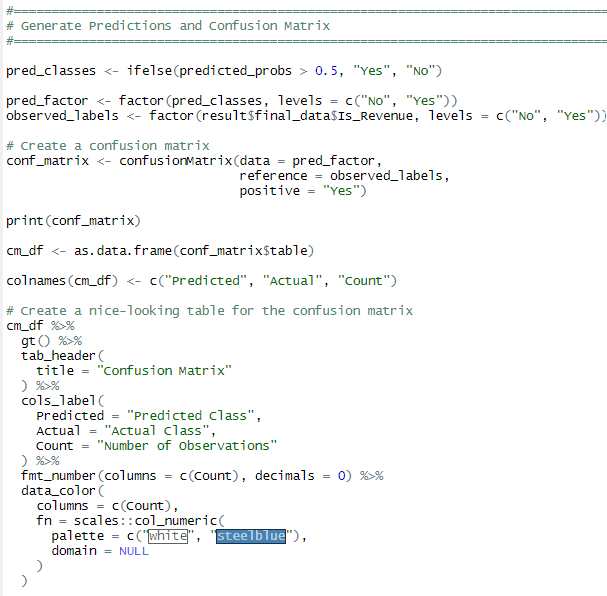 #===============================================================================
# Generate Predictions and Confusion Matrix
#===============================================================================
pred_classes <- ifelse(predicted_probs > 0.5, "Yes", "No")
pred_factor <- factor(pred_classes, levels = c("No", "Yes"))
observed_labels <- factor(result$final_data$Is_Revenue, levels = c("No", "Yes"))
# Create a confusion matrix
conf_matrix <- confusionMatrix(data = pred_factor,
                               reference = observed_labels,
                               positive = "Yes")
print(conf_matrix)
cm_df <- as.data.frame(conf_matrix$table)
colnames(cm_df) <- c("Predicted", "Actual", "Count")
# Create a nice-looking table for the confusion matrix
cm_df %>%
  gt() %>%
  tab_header(
    title = "Confusion Matrix"
  ) %>%
  cols_label(
    Predicted = "Predicted Class",
    Actual = "Actual Class",
    Count = "Number of Observations"
  ) %>%
  fmt_number(columns = c(Count), decimals = 0) %>%
  data_color(
    columns = c(Count),
    fn = scales::col_numeric(
      palette = c("white", "steelblue"),
      domain = NULL
    )
  )